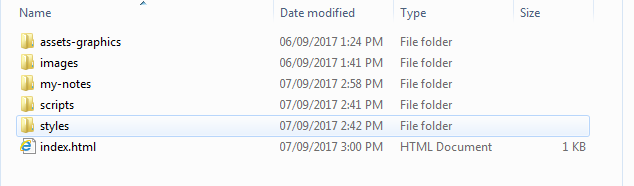 Name Date modified Type Size
assets-graphics 06/09/2017 1:24 PM File folder
images 06/09/2017 1:41 PM File folder
my-notes 07/09/2017 2:58 PM File folder
scripts 07/09/2017 2:41 PM File folder
styles 07/09/2017 2:42 PM File folder
index.html 07/09/2017 3:00 PM HTML Document 1 KB